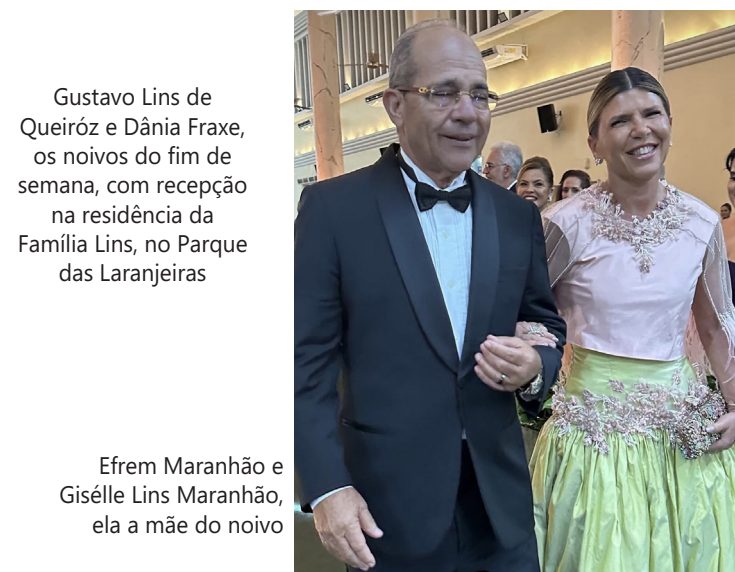 Gustavo Lins de
Queiróz e Dânia Fraxe,
os noivos do fim de
semana, com recepção
na residência da
Família Lins, no Parque
das Laranjeiras
Efrem Maranhão e
Gisélle Lins Maranhão,
ela a mãe do noivo